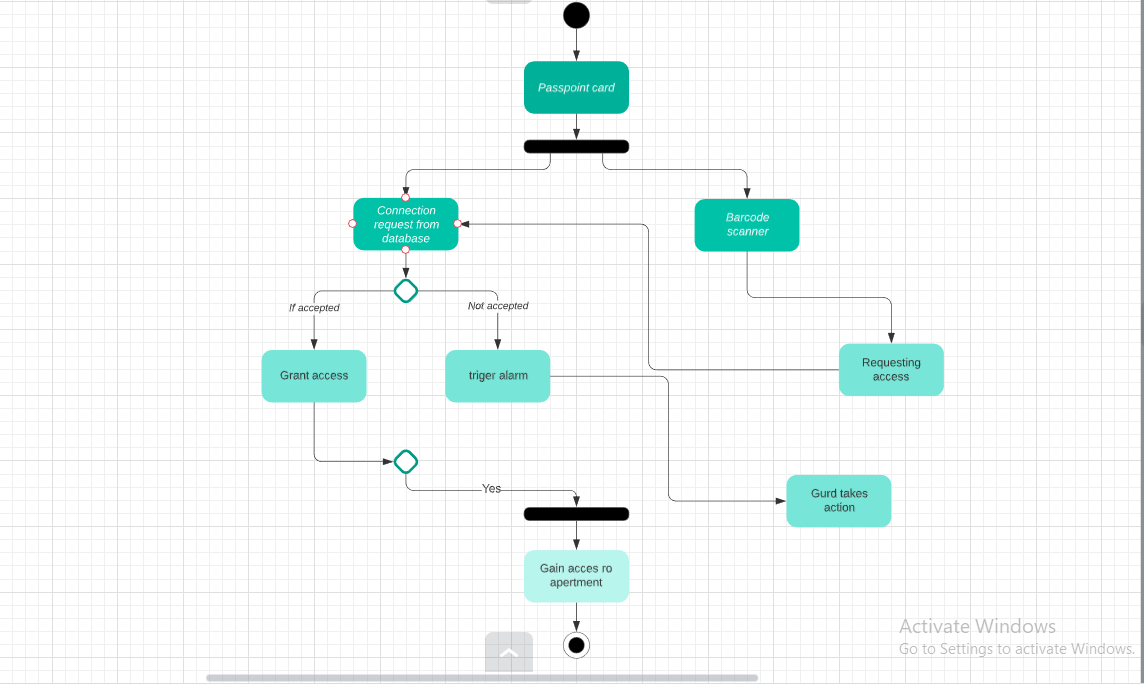 Passpoint card
Connection
request from
database
Barcode
scanner
If accepted
Not accepted
Grant access
triger alarm
Requesting
access
Yes
Gurd takes
action
Gain acces ro
apertment
Activate Windows
Go to Settings to activate Windows.